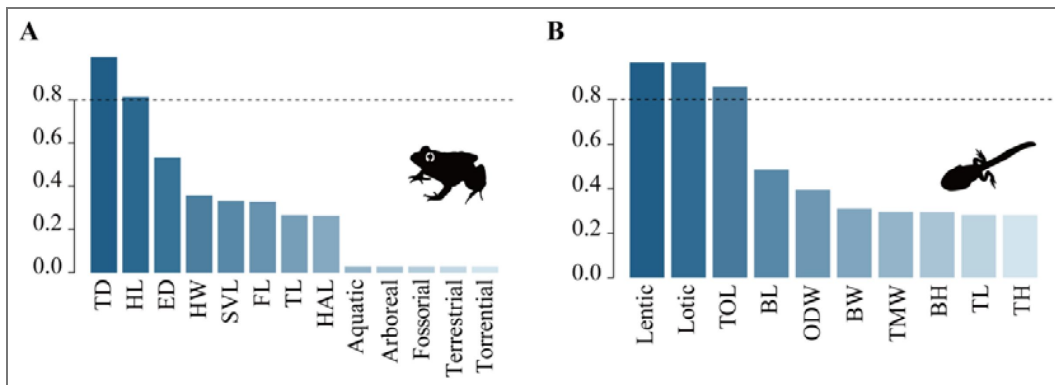 A
0.8
0.6
0.4
0.2
0.0
TD
HL
ED
HW
SVL
FL
TL
HAL
Aquatic
Arboreal
Fossorial
Terrestrial
Torrential
B
0.8
0.6
0.4
0.2
0.0
Lentic
Lotic
TOL
BL
ODW
BW
TMW
BH
TL
TH